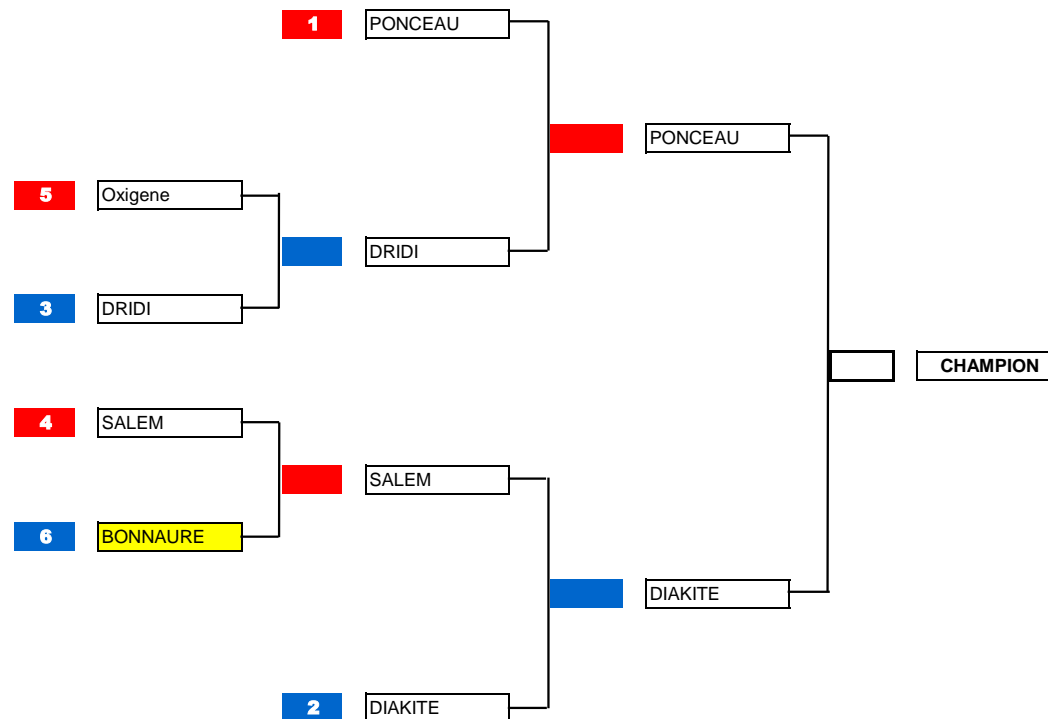 1 PONCEAU
PONCEAU
5 Oxigene
DRIDI
3 DRIDI
CHAMPION
4 SALEM
SALEM
6 BONNAURE
DIAKITE
2 DIAKITE